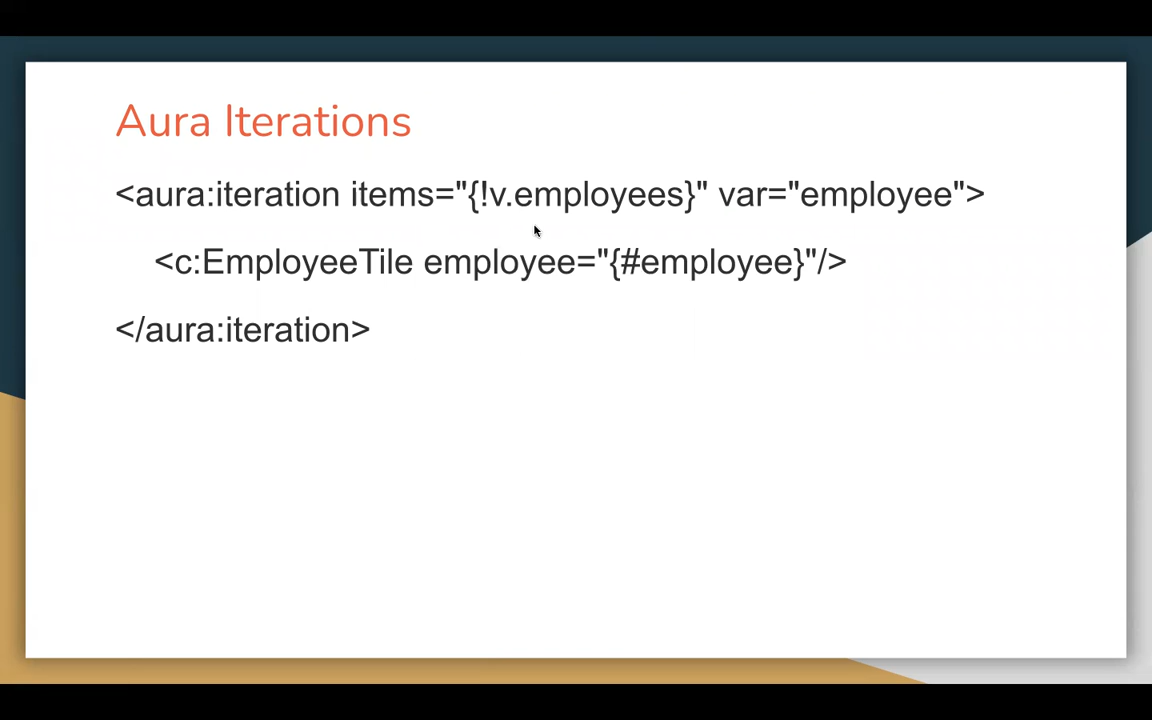 Aura Iterations
<aura:iteration items="{!v.employees}" var="employee">
<c:EmployeeTile employee="{#employee}"/>
</aura:iteration>